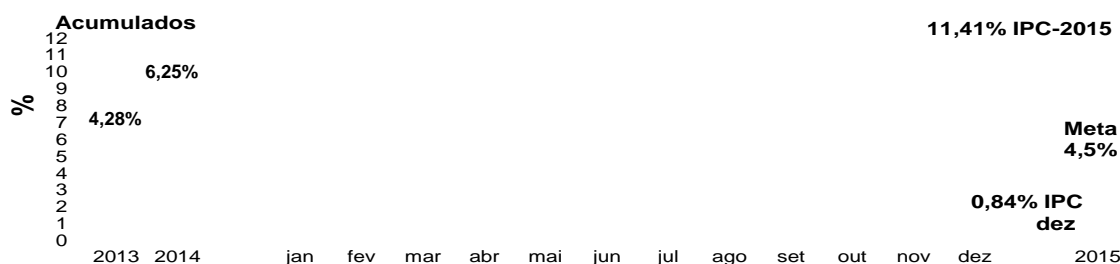 Acumulados
11,41% IPC-2015
12
11
10
9
8
7
6
5
4
3
2
1
0
%
6,25%
4,28%
Meta
4,5%
0,84% IPC
dez
2013 2014 jan fev mar abr mai jun jul ago set out nov dez 2015